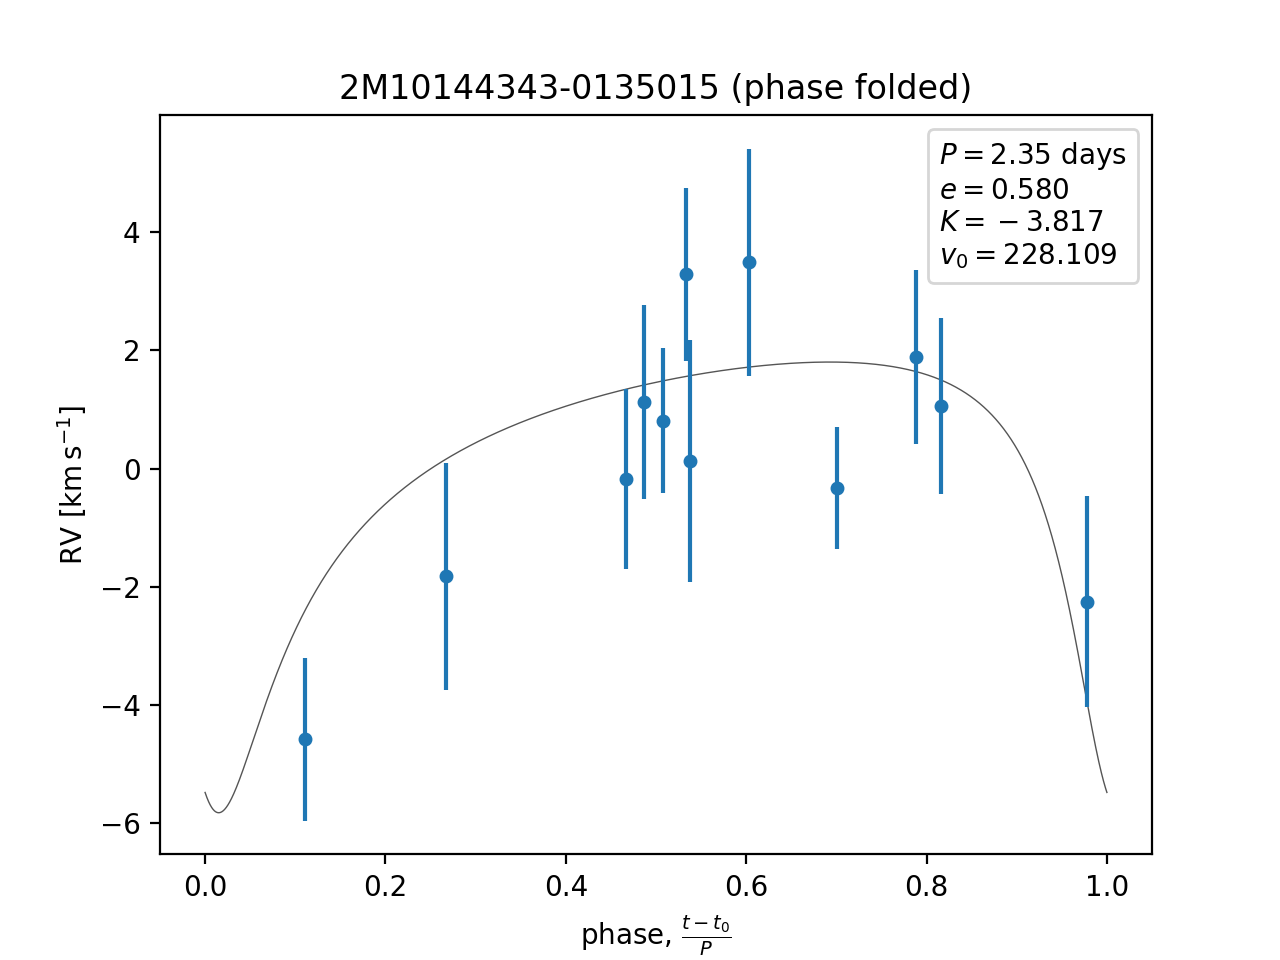 2M10144343-0135015 (phase folded)
P = 2.35 days
e = 0.580
K = −3.817
v₀ = 228.109
4
2
0
−2
−4
−6
RV [km s⁻¹]
0.0 0.2 0.4 0.6 0.8 1.0
phase, (t − t₀)/P